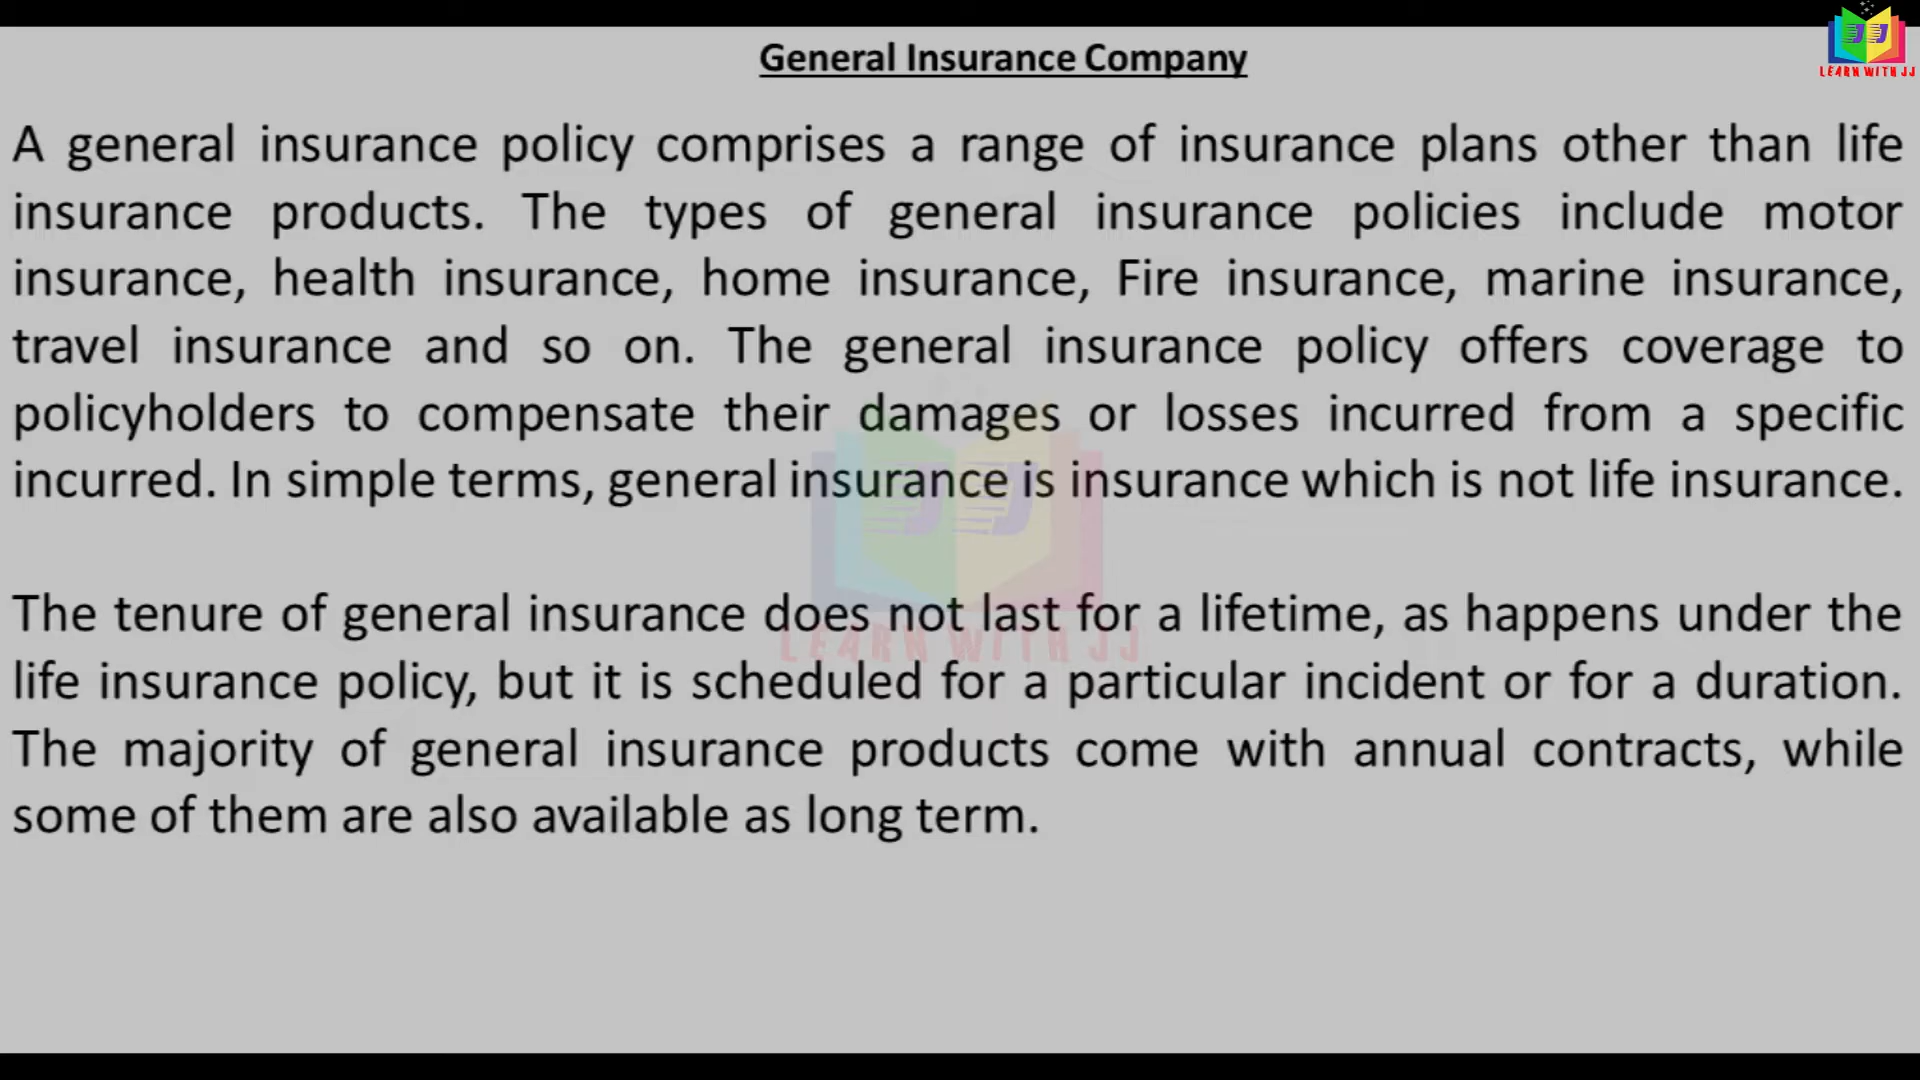 General Insurance Company
LEARN WITH JJ
A general insurance policy comprises a range of insurance plans other than life
insurance products. The types of general insurance policies include motor
insurance, health insurance, home insurance, Fire insurance, marine insurance,
travel insurance and so on. The general insurance policy offers coverage to
policyholders to compensate their damages or losses incurred from a specific
incurred. In simple terms, general insurance is insurance which is not life insurance.
The tenure of general insurance does not last for a lifetime, as happens under the
LEARN WITH JJ
life insurance policy, but it is scheduled for a particular incident or for a duration.
The majority of general insurance products come with annual contracts, while
some of them are also available as long term.